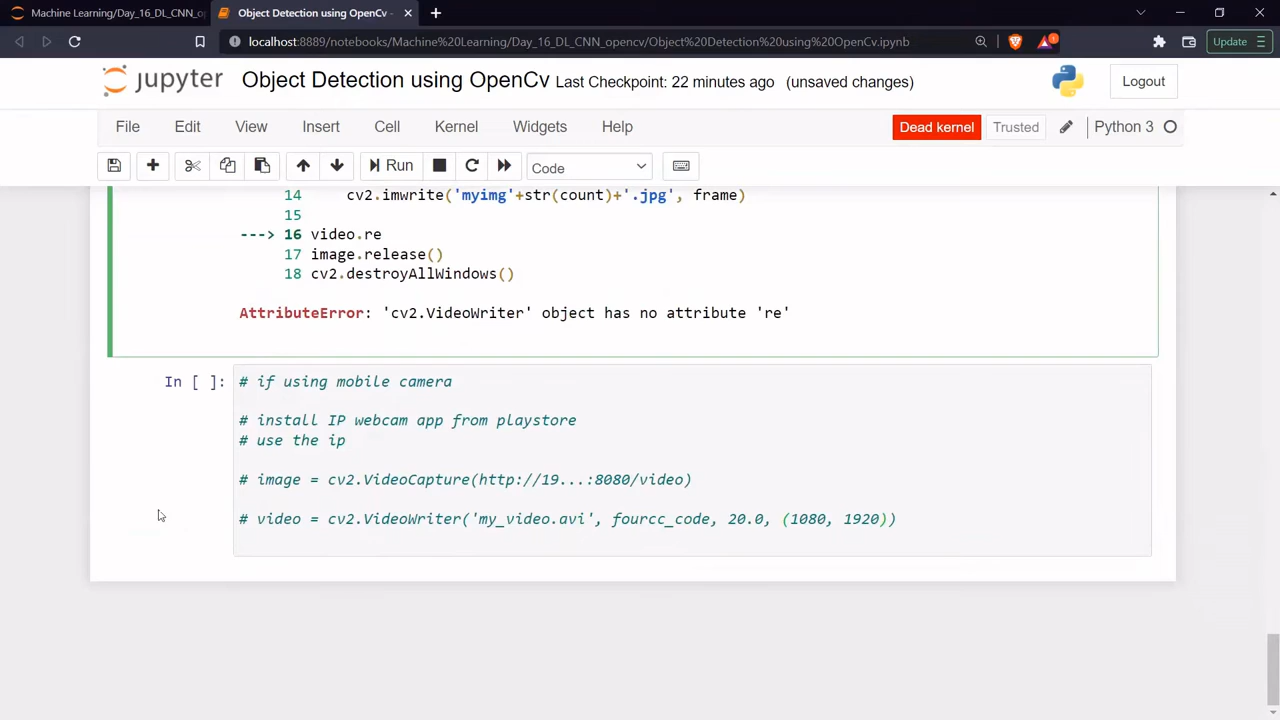 Machine Learning/Day_16_DL_CNN_op
Object Detection using OpenCv -
localhost:8889/notebooks/Machine%20Learning/Day_16_DL_CNN_opencv/Object%20Detection%20using%20OpenCv.ipynb
1
Update
jupyter
Object Detection using OpenCv Last Checkpoint: 22 minutes ago (unsaved changes)
Logout
File Edit View Insert Cell Kernel Widgets Help
Dead kernel Trusted Python 3
Run Code
14 cv2.imwrite('myimg'+str(count)+'.jpg', frame)
15
---> 16 video.re
17 image.release()
18 cv2.destroyAllWindows()
AttributeError: 'cv2.VideoWriter' object has no attribute 're'
In [ ]: # if using mobile camera
# install IP webcam app from playstore
# use the ip
# image = cv2.VideoCapture(http://19...:8080/video)
# video = cv2.VideoWriter('my_video.avi', fourcc_code, 20.0, (1080, 1920))